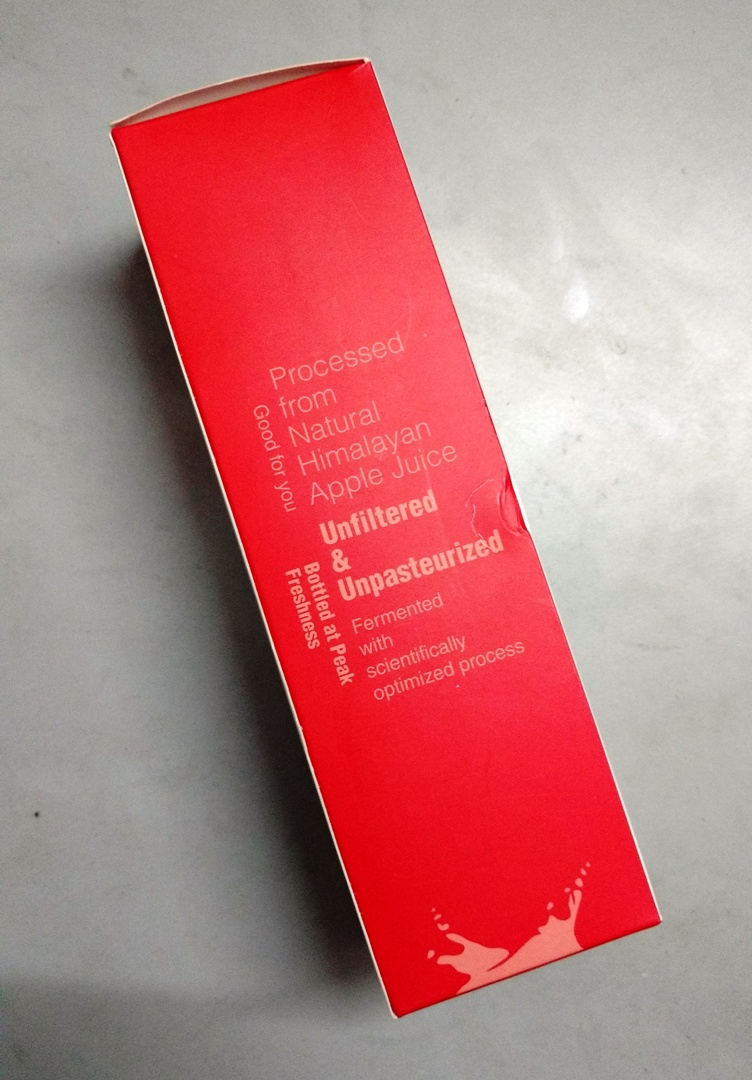 Processed
from
Natural
Himalayan
Apple Juice
Good for you
Unfiltered
&
Unpasteurized
Bottled at Peak
Freshness
Fermented
with
scientifically
optimized process